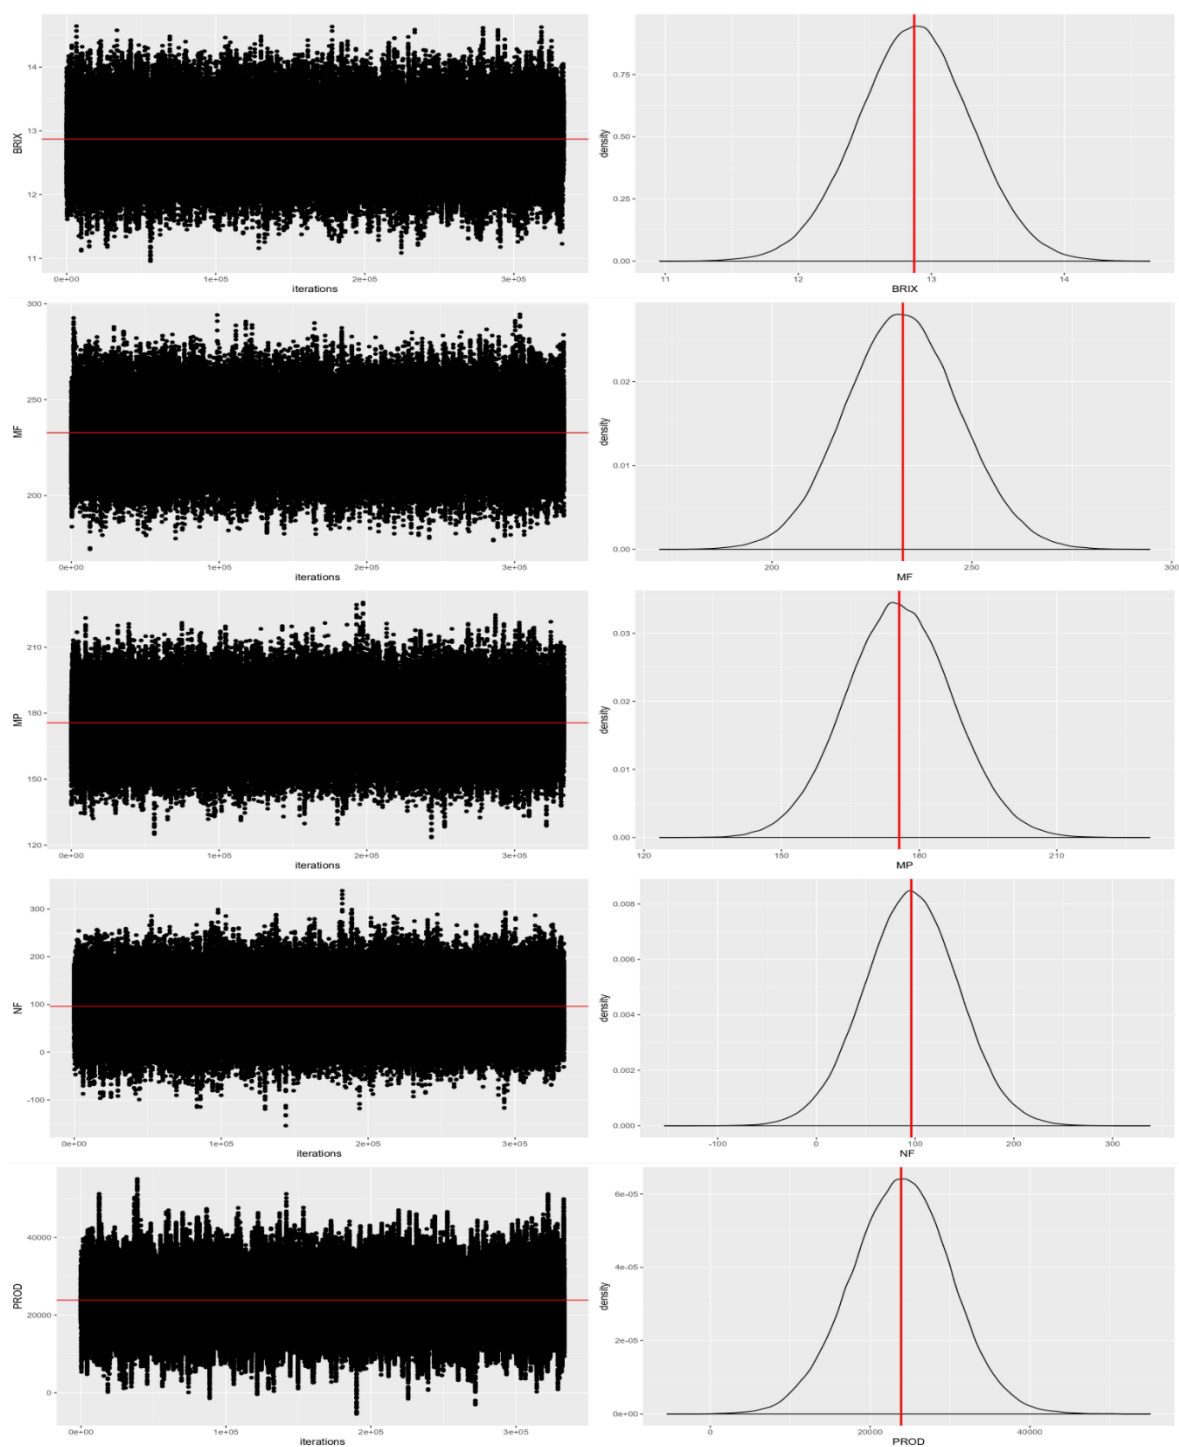 BRIX
14
13
12
11
0e+00 1e+05 2e+05 3e+05
iterations
density
0.75
0.50
0.25
0.00
11 12 13 14
BRIX
MF
300
250
200
0e+00 1e+05 2e+05 3e+05
iterations
density
0.02
0.01
0.00
200 250 300
MF
MP
210
180
150
120
0e+00 1e+05 2e+05 3e+05
iterations
density
0.03
0.02
0.01
0.00
120 150 180 210
MP
NF
300
200
100
0
-100
0e+00 1e+05 2e+05 3e+05
iterations
density
0.008
0.006
0.004
0.002
0.000
-100 0 100 200 300
NF
PROD
40000
20000
0
0e+00 1e+05 2e+05 3e+05
iterations
density
6e-05
4e-05
2e-05
0e+00
0 20000 40000
PROD